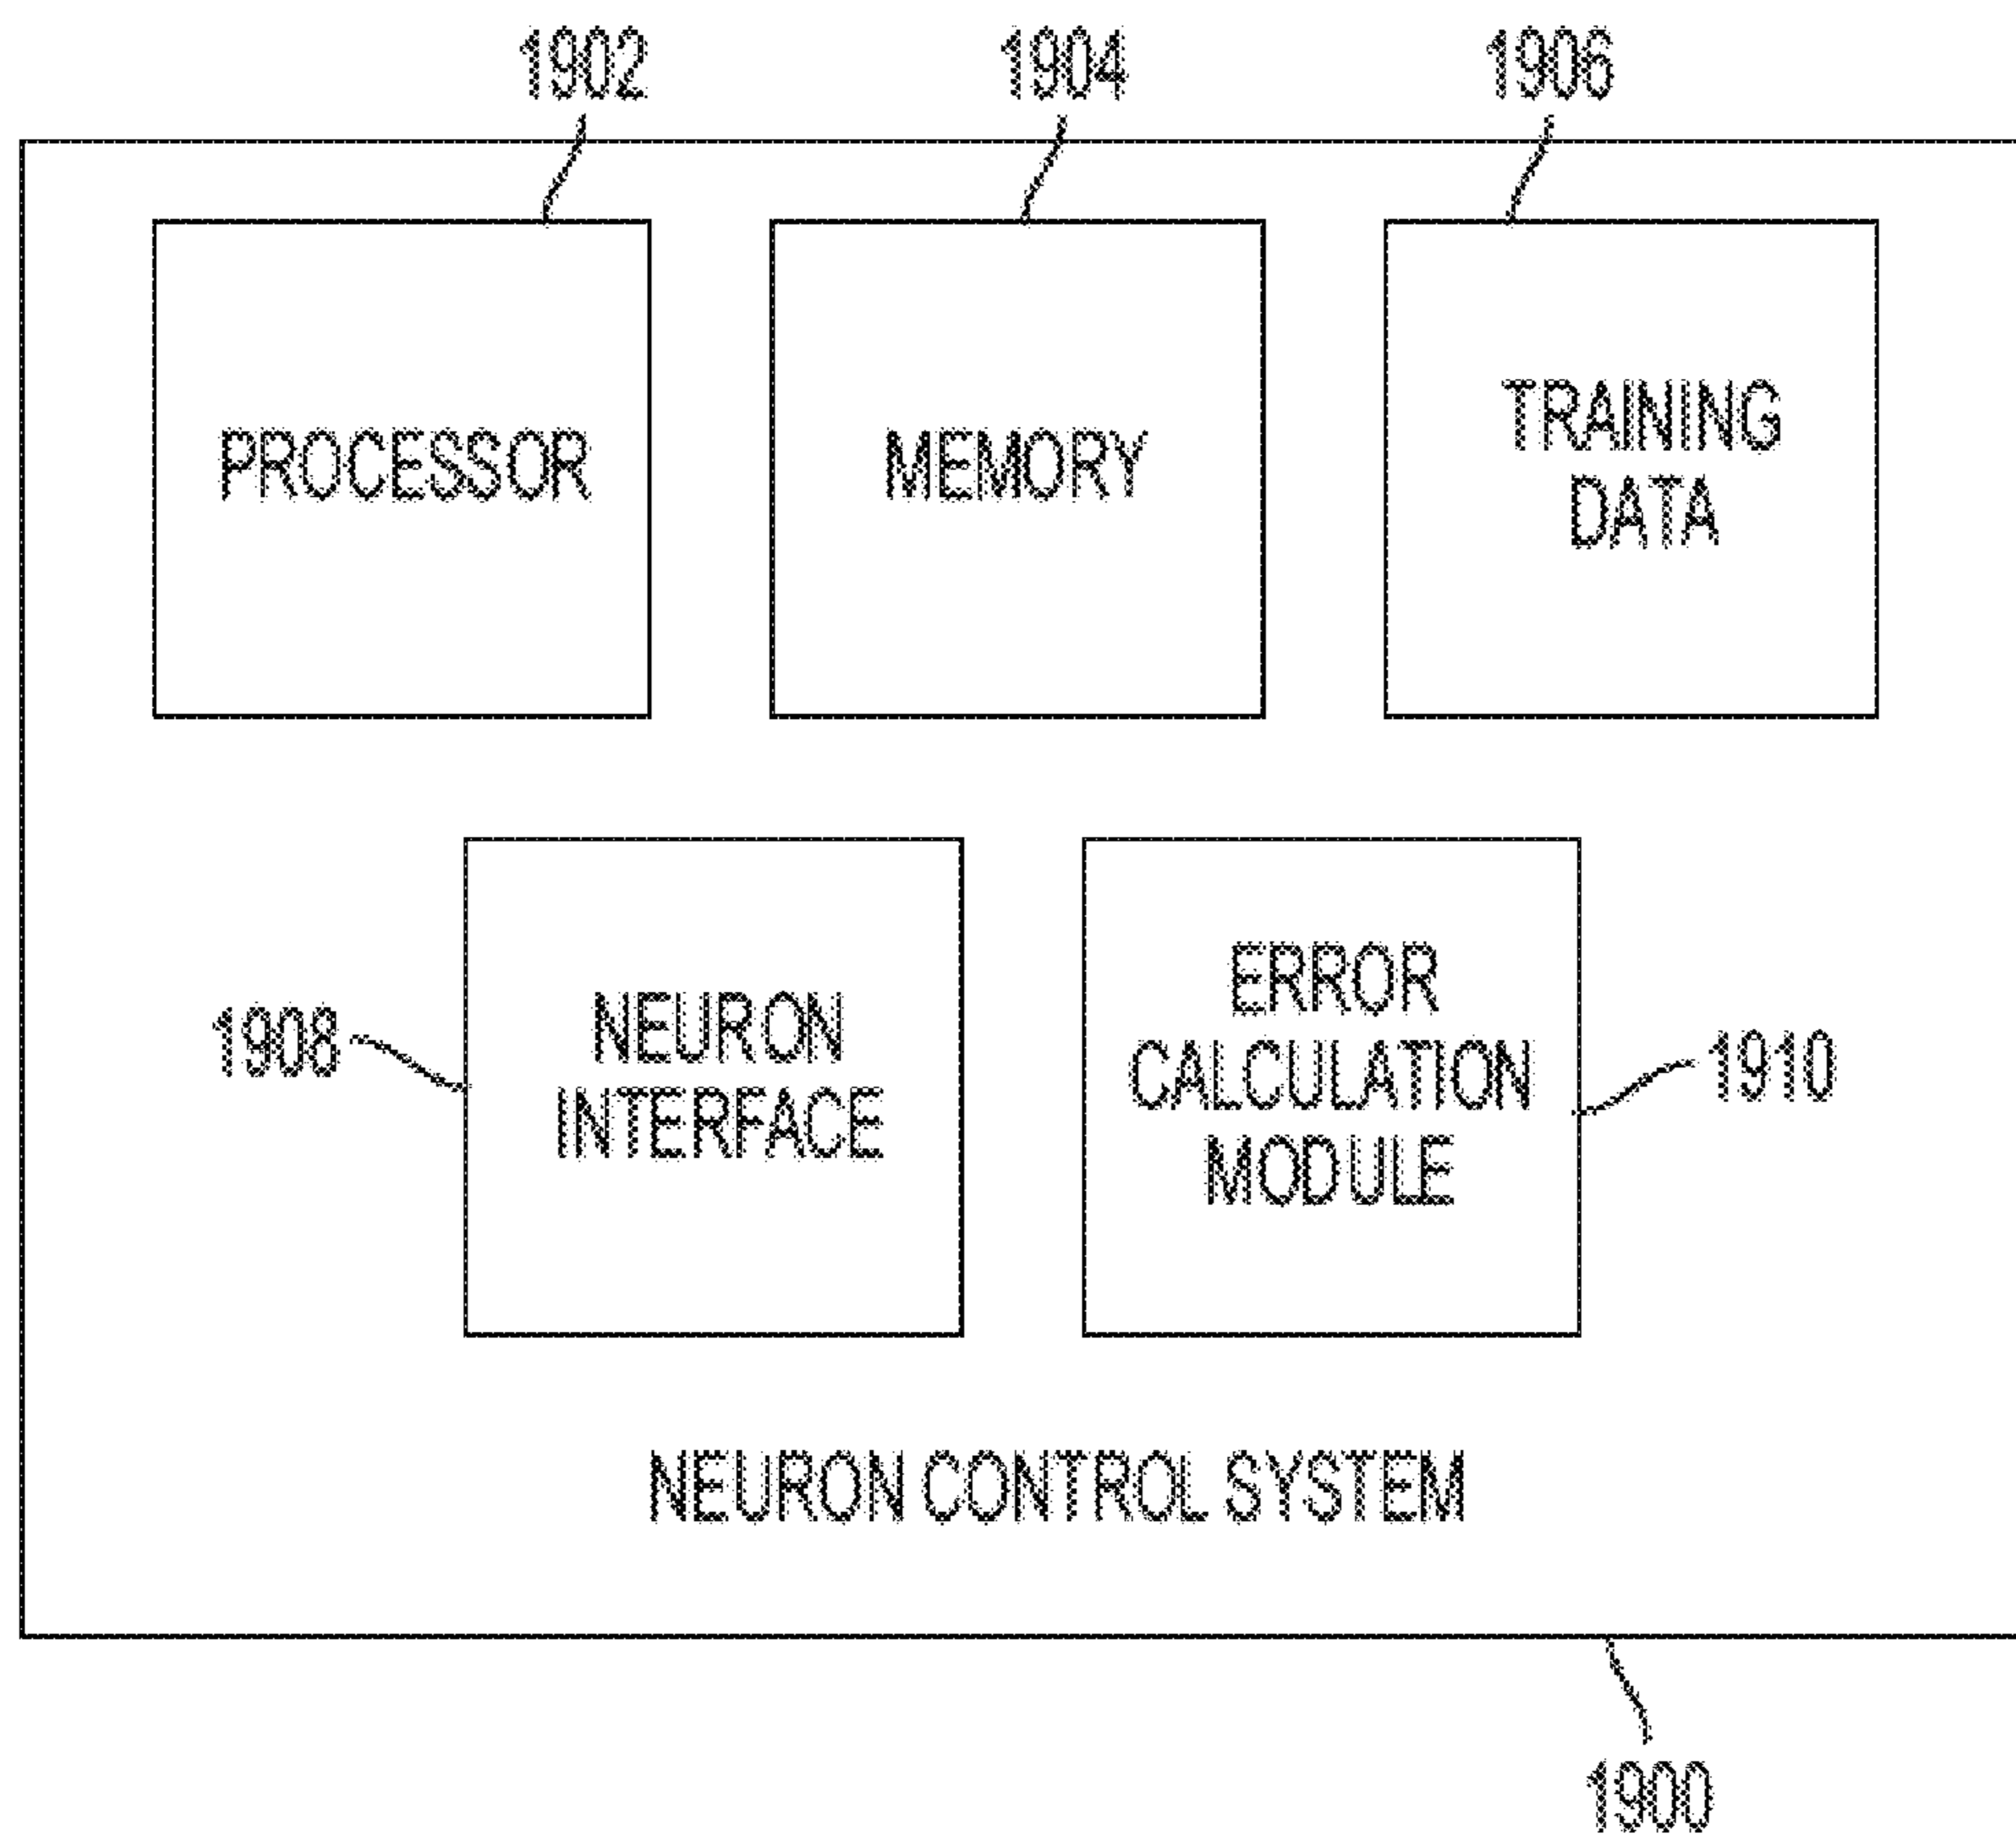 1902
1904
1906
PROCESSOR
MEMORY
TRAINING
DATA
1908
NEURON
INTERFACE
ERROR
CALCULATION
MODULE
1910
NEURON CONTROL SYSTEM
1900